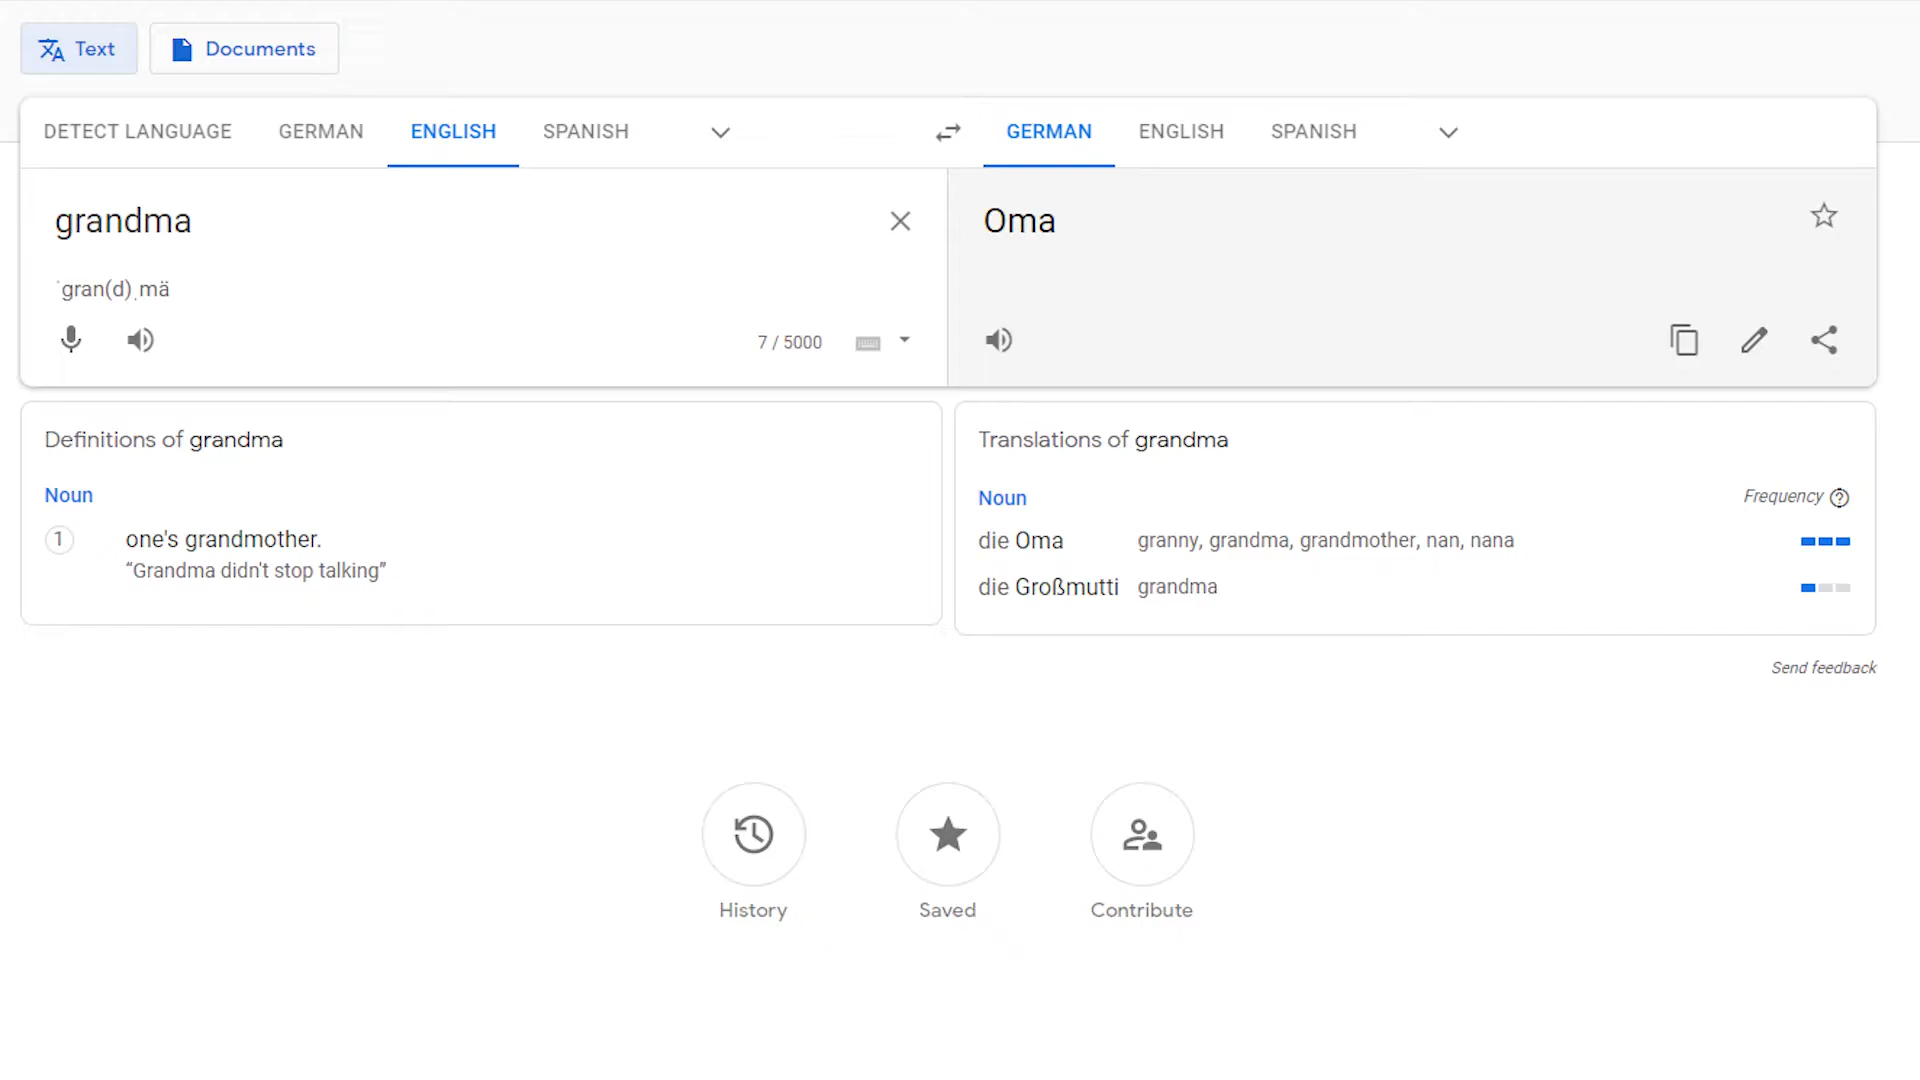 Text
Documents
DETECT LANGUAGE GERMAN ENGLISH SPANISH
GERMAN ENGLISH SPANISH
grandma
ˈgran(d)ˌmä
7 / 5000
Oma
Definitions of grandma
Noun
1 one's grandmother.
“Grandma didn't stop talking”
Translations of grandma
Noun Frequency
die Oma granny, grandma, grandmother, nan, nana
die Großmutti grandma
Send feedback
History Saved Contribute